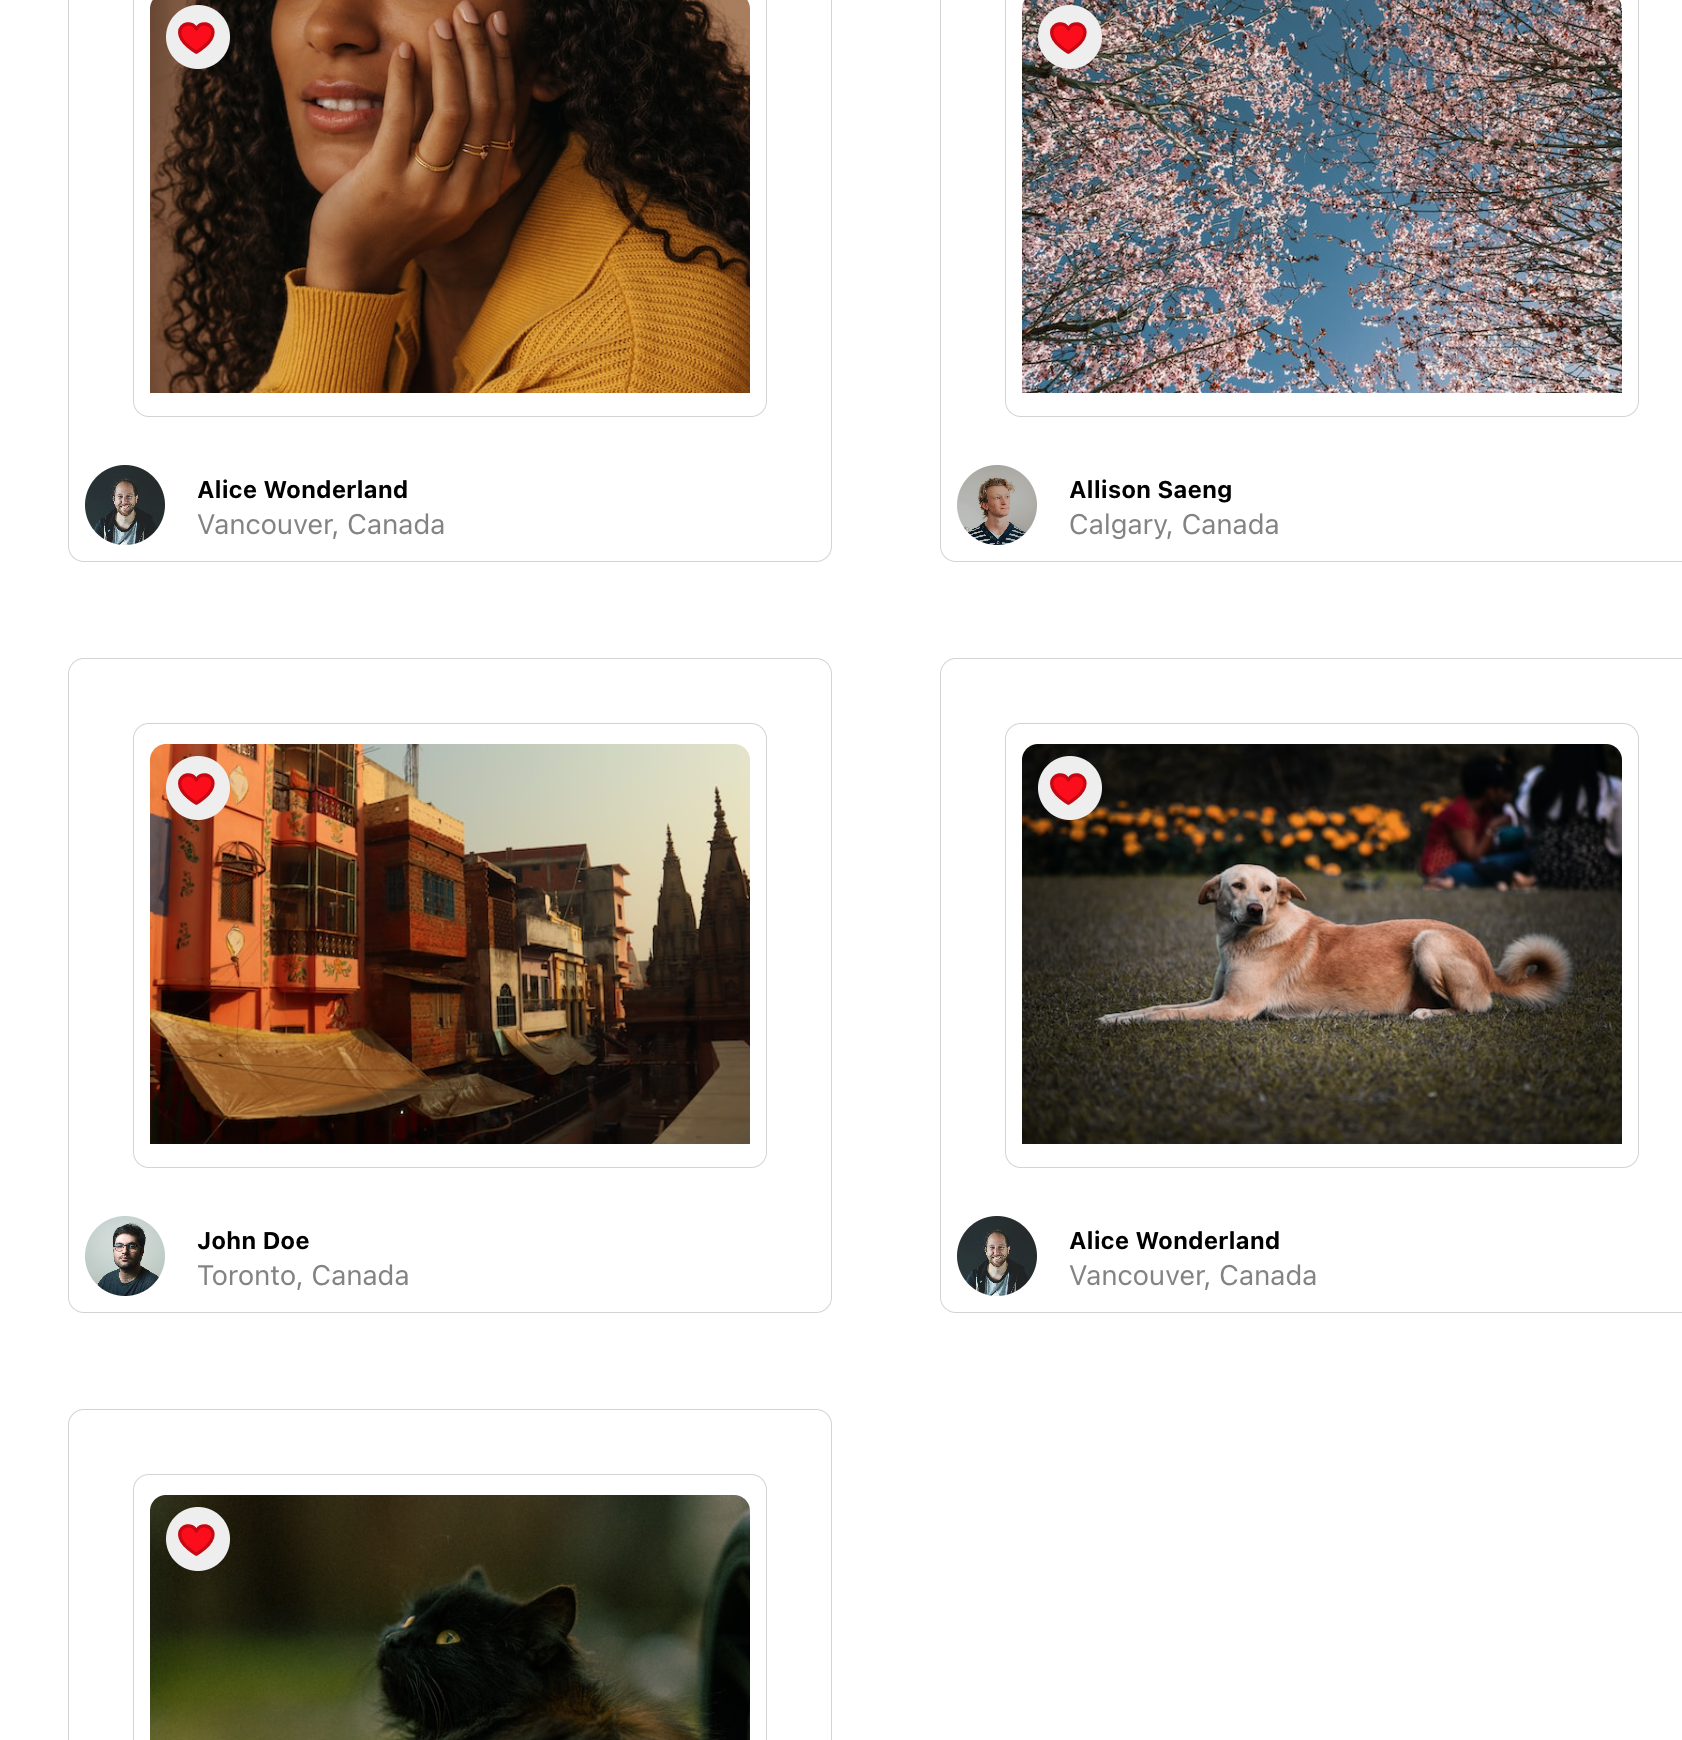 Alice Wonderland
Vancouver, Canada
Allison Saeng
Calgary, Canada
John Doe
Toronto, Canada
Alice Wonderland
Vancouver, Canada